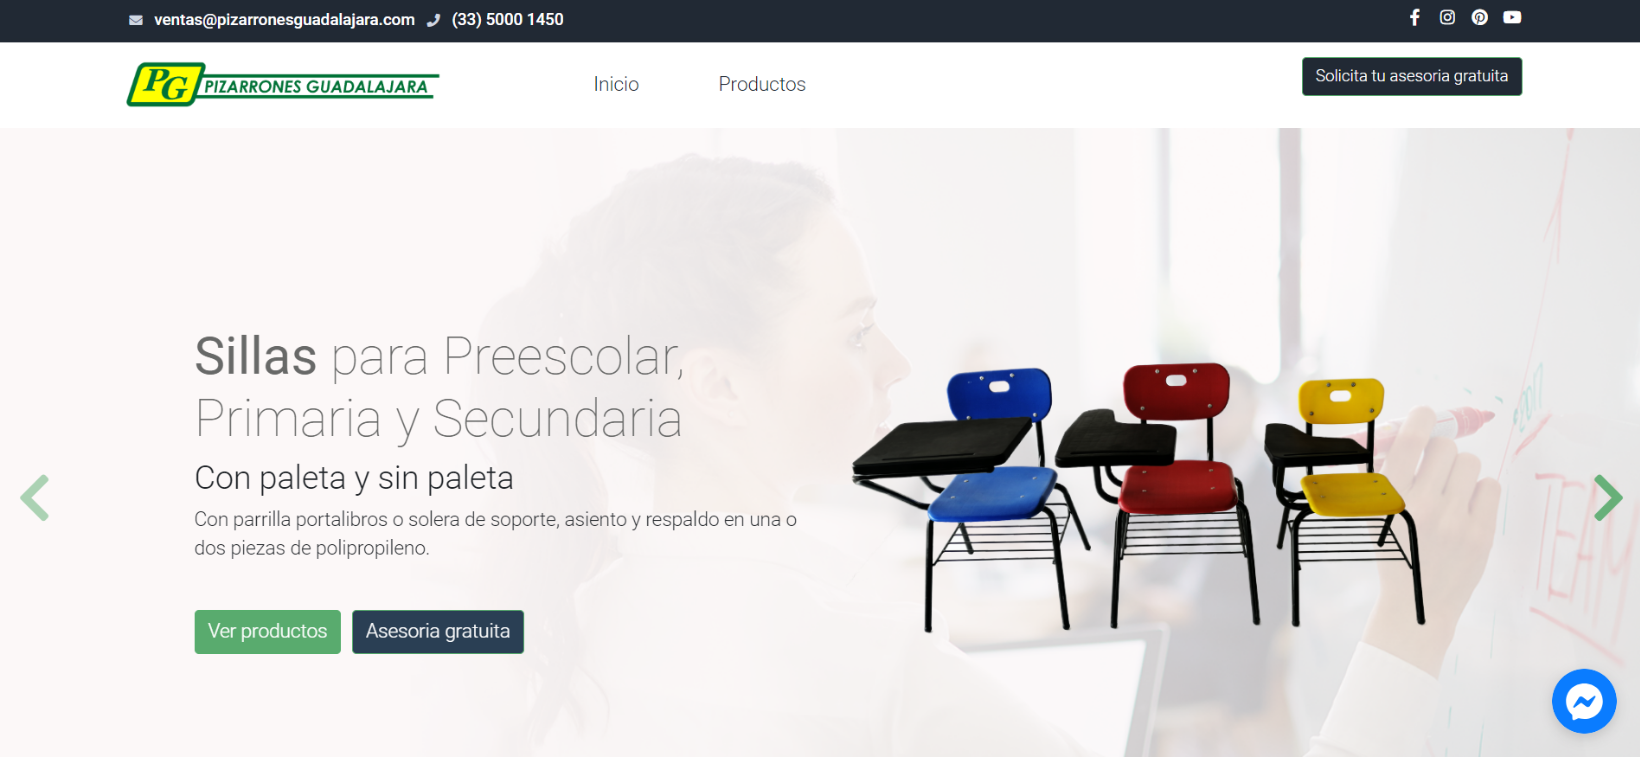 ventas@pizarronesguadalajara.com (33) 5000 1450
PG PIZARRONES GUADALAJARA
Inicio Productos
Solicita tu asesoria gratuita
Sillas para Preescolar,
Primaria y Secundaria
Con paleta y sin paleta
Con parrilla portalibros o solera de soporte, asiento y respaldo en una o
dos piezas de polipropileno.
Ver productos Asesoria gratuita
TEAM